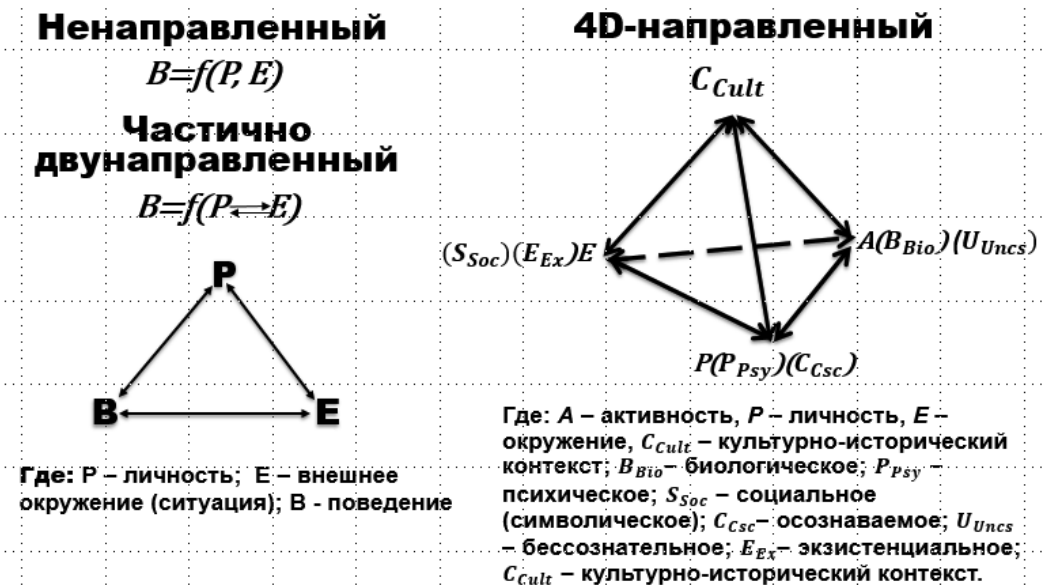 Ненаправленный
B=f(P, E)
Частично
двунаправленный
B=f(P⇄E)
P
B
E
Где: P – личность; E – внешнее
окружение (ситуация); B - поведение
4D-направленный
C_Cult
(S_Soc)(E_Ex)E
A(B_Bio)(U_Uncs)
P(P_Psy)(C_Csc)
Где: A – активность, P – личность, E –
окружение, C_Cult – культурно-исторический
контекст; B_Bio– биологическое; P_Psy –
психическое; S_Soc – социальное
(символическое); C_Csc– осознаваемое; U_Uncs
– бессознательное; E_Ex– экзистенциальное;
C_Cult – культурно-исторический контекст.